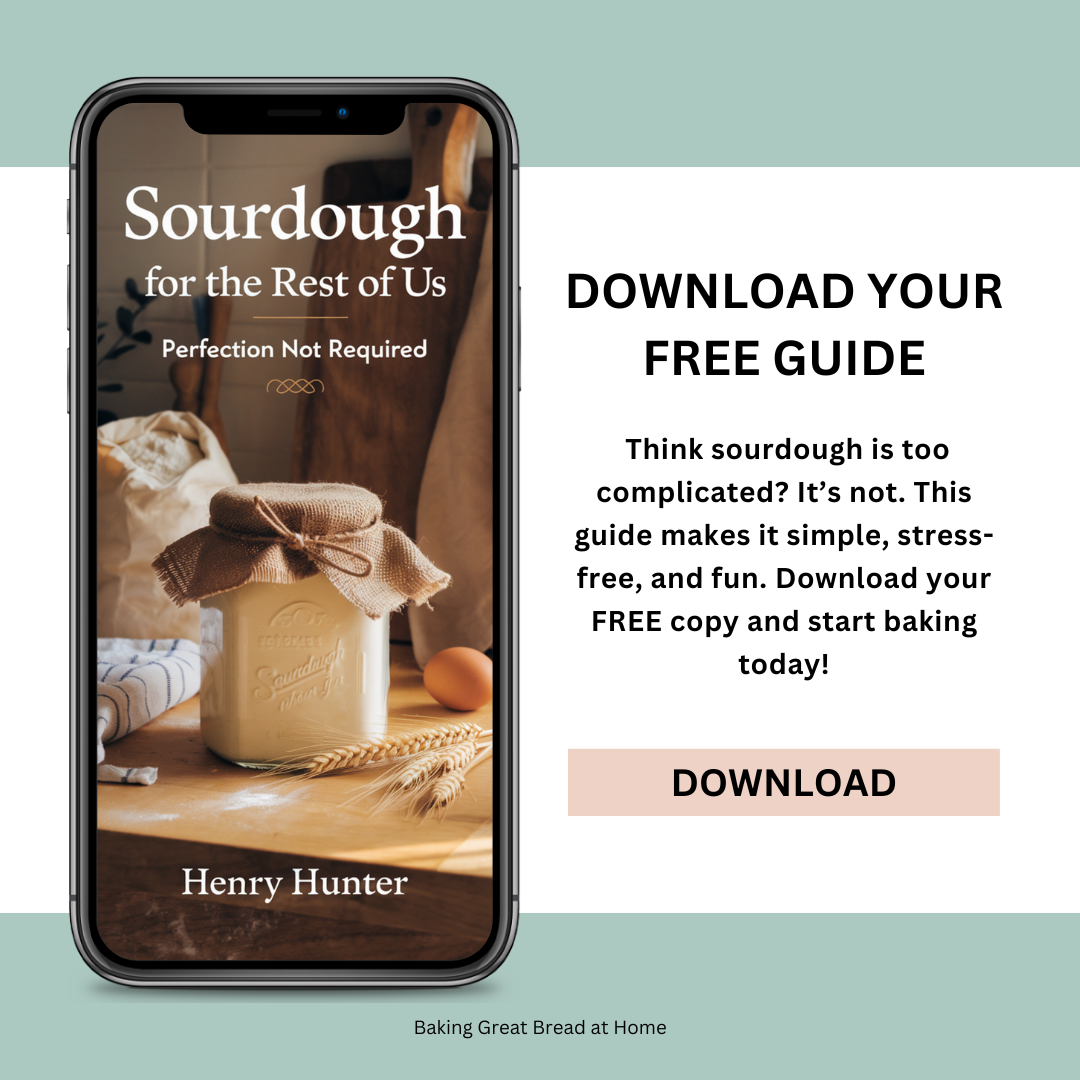 Sourdough
for the Rest of Us
Perfection Not Required
Sourdough
Henry Hunter
DOWNLOAD YOUR
FREE GUIDE
Think sourdough is too
complicated? It’s not. This
guide makes it simple, stress-
free, and fun. Download your
FREE copy and start baking
today!
DOWNLOAD
Baking Great Bread at Home